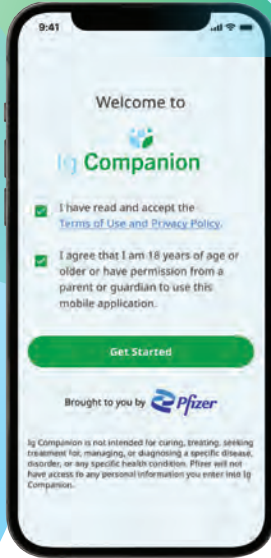 9:41
Welcome to
Ig Companion
I have read and accept the
Terms of Use and Privacy Policy.
I agree that I am 18 years of age or
older or have permission from a
parent or guardian to use this
mobile application.
Get Started
Brought to you by Pfizer
Ig Companion is not intended for curing, treating, seeking
treatment for, managing, or diagnosing a specific disease,
disorder, or any specific health condition. Pfizer will not
have access to any personal information you enter into Ig
Companion.